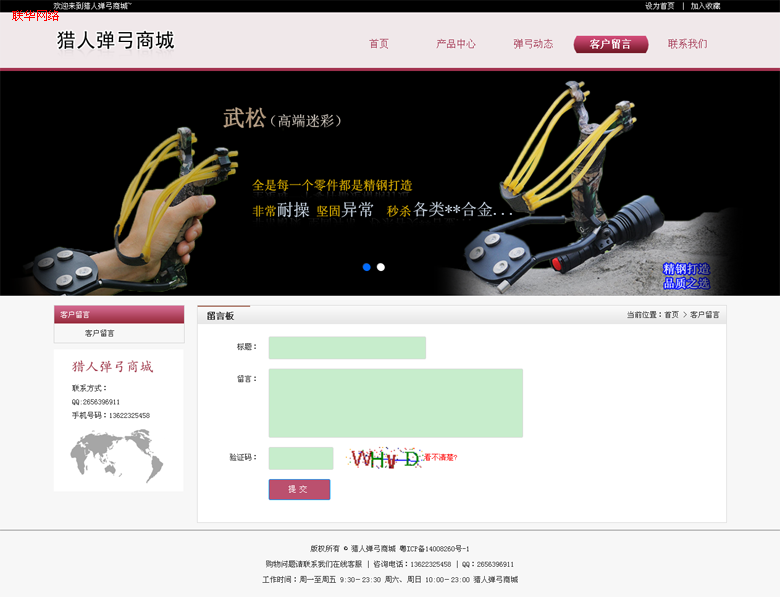 欢迎来到猎人弹弓商城~
设为首页 | 加入收藏
联华网络
猎人弹弓商城
首页 产品中心 弹弓动态 客户留言 联系我们
武松（高端迷彩）
全是每一个零件都是精钢打造
非常耐操 坚固异常 秒杀各类**合金...
精钢打造
品质之选
客户留言
客户留言
猎人弹弓商城
联系方式：
QQ:2656396911
手机号码：13622325458
留言板
当前位置：首页 > 客户留言
标题：
留言：
验证码：
WHVD
看不清楚?
提 交
版权所有 © 猎人弹弓商城 粤ICP备14008260号-1
购物问题请联系我们在线客服 | 咨询电话：13622325458 | QQ：2656396911
工作时间：周一至周五 9:30-23:30 周六、周日 10:00-23:00 猎人弹弓商城